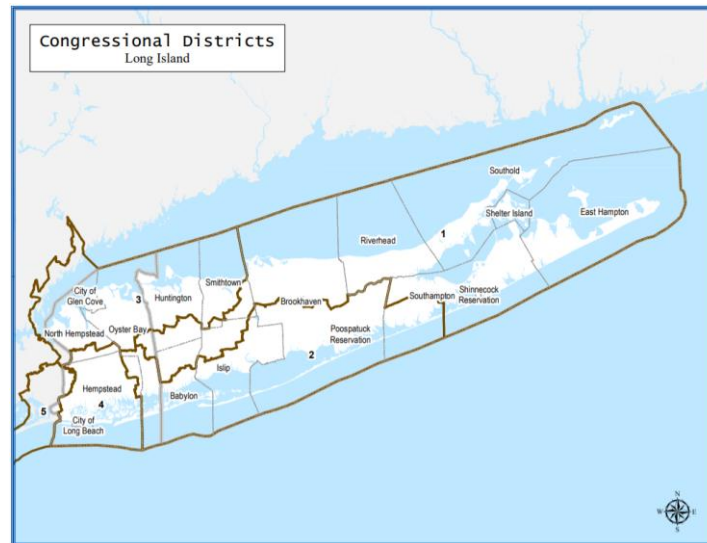 Congressional Districts
Long Island
Southold
1
Shelter Island
East Hampton
Riverhead
City of
Glen Cove
3
Huntington
Smithtown
Brookhaven
Southampton
Shinnecock
Reservation
North Hempstead
Oyster Bay
Poospatuck
Reservation
2
Islip
Hempstead
Babylon
5
4
City of
Long Beach
N
W
E
S